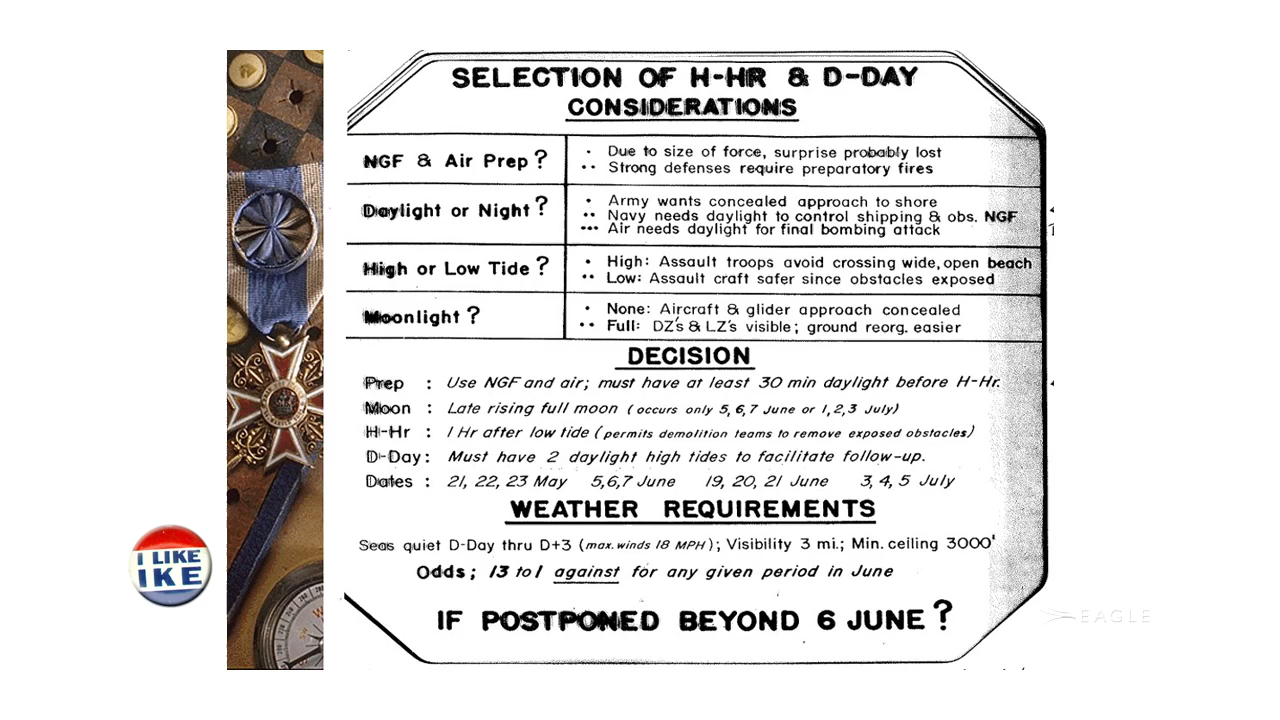 SELECTION OF H-HR & D-DAY
CONSIDERATIONS
NGF & Air Prep?
• Due to size of force, surprise probably lost
•• Strong defenses require preparatory fires
Daylight or Night?
• Army wants concealed approach to shore
•• Navy needs daylight to control shipping & obs. NGF
••• Air needs daylight for final bombing attack
High or Low Tide?
• High: Assault troops avoid crossing wide, open beach
•• Low: Assault craft safer since obstacles exposed
Moonlight?
• None: Aircraft & glider approach concealed
•• Full: DZ's & LZ's visible; ground reorg. easier
DECISION
Prep : Use NGF and air; must have at least 30 min daylight before H-Hr.
Moon : Late rising full moon (occurs only 5,6,7 June or 1,2,3 July)
H-Hr : 1 Hr after low tide (permits demolition teams to remove exposed obstacles)
D-Day: Must have 2 daylight high tides to facilitate follow-up.
Dates : 21, 22, 23 May 5,6,7 June 19, 20, 21 June 3, 4, 5 July
WEATHER REQUIREMENTS
Seas quiet D-Day thru D+3 (max. winds 18 MPH); Visibility 3 mi.; Min. ceiling 3000'
Odds; 13 to 1 against for any given period in June
IF POSTPONED BEYOND 6 JUNE?
I LIKE
IKE
EAGLE